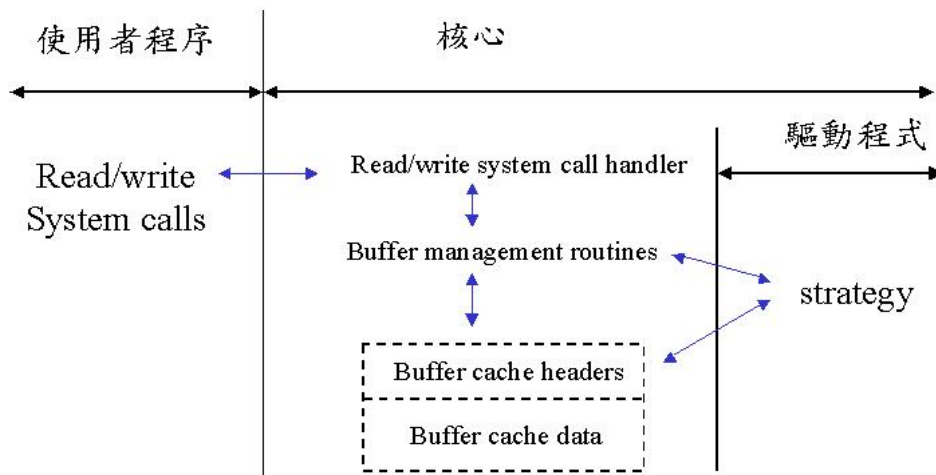 使用者程序
核心
驅動程式
Read/write
System calls
Read/write system call handler
Buffer management routines
strategy
Buffer cache headers
Buffer cache data